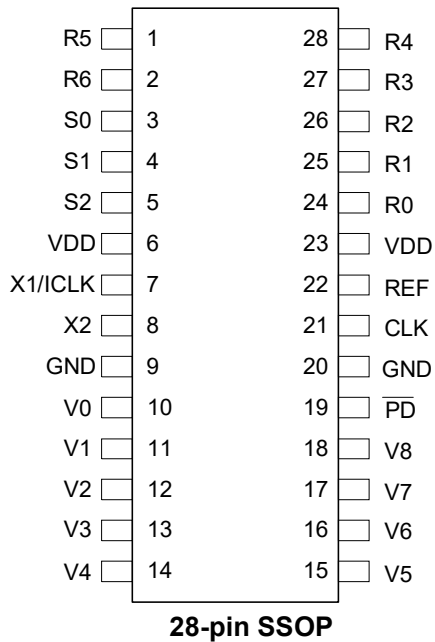 R5 1 28 R4
R6 2 27 R3
S0 3 26 R2
S1 4 25 R1
S2 5 24 R0
VDD 6 23 VDD
X1/ICLK 7 22 REF
X2 8 21 CLK
GND 9 20 GND
V0 10 19 P̅D̅
V1 11 18 V8
V2 12 17 V7
V3 13 16 V6
V4 14 15 V5
28-pin SSOP